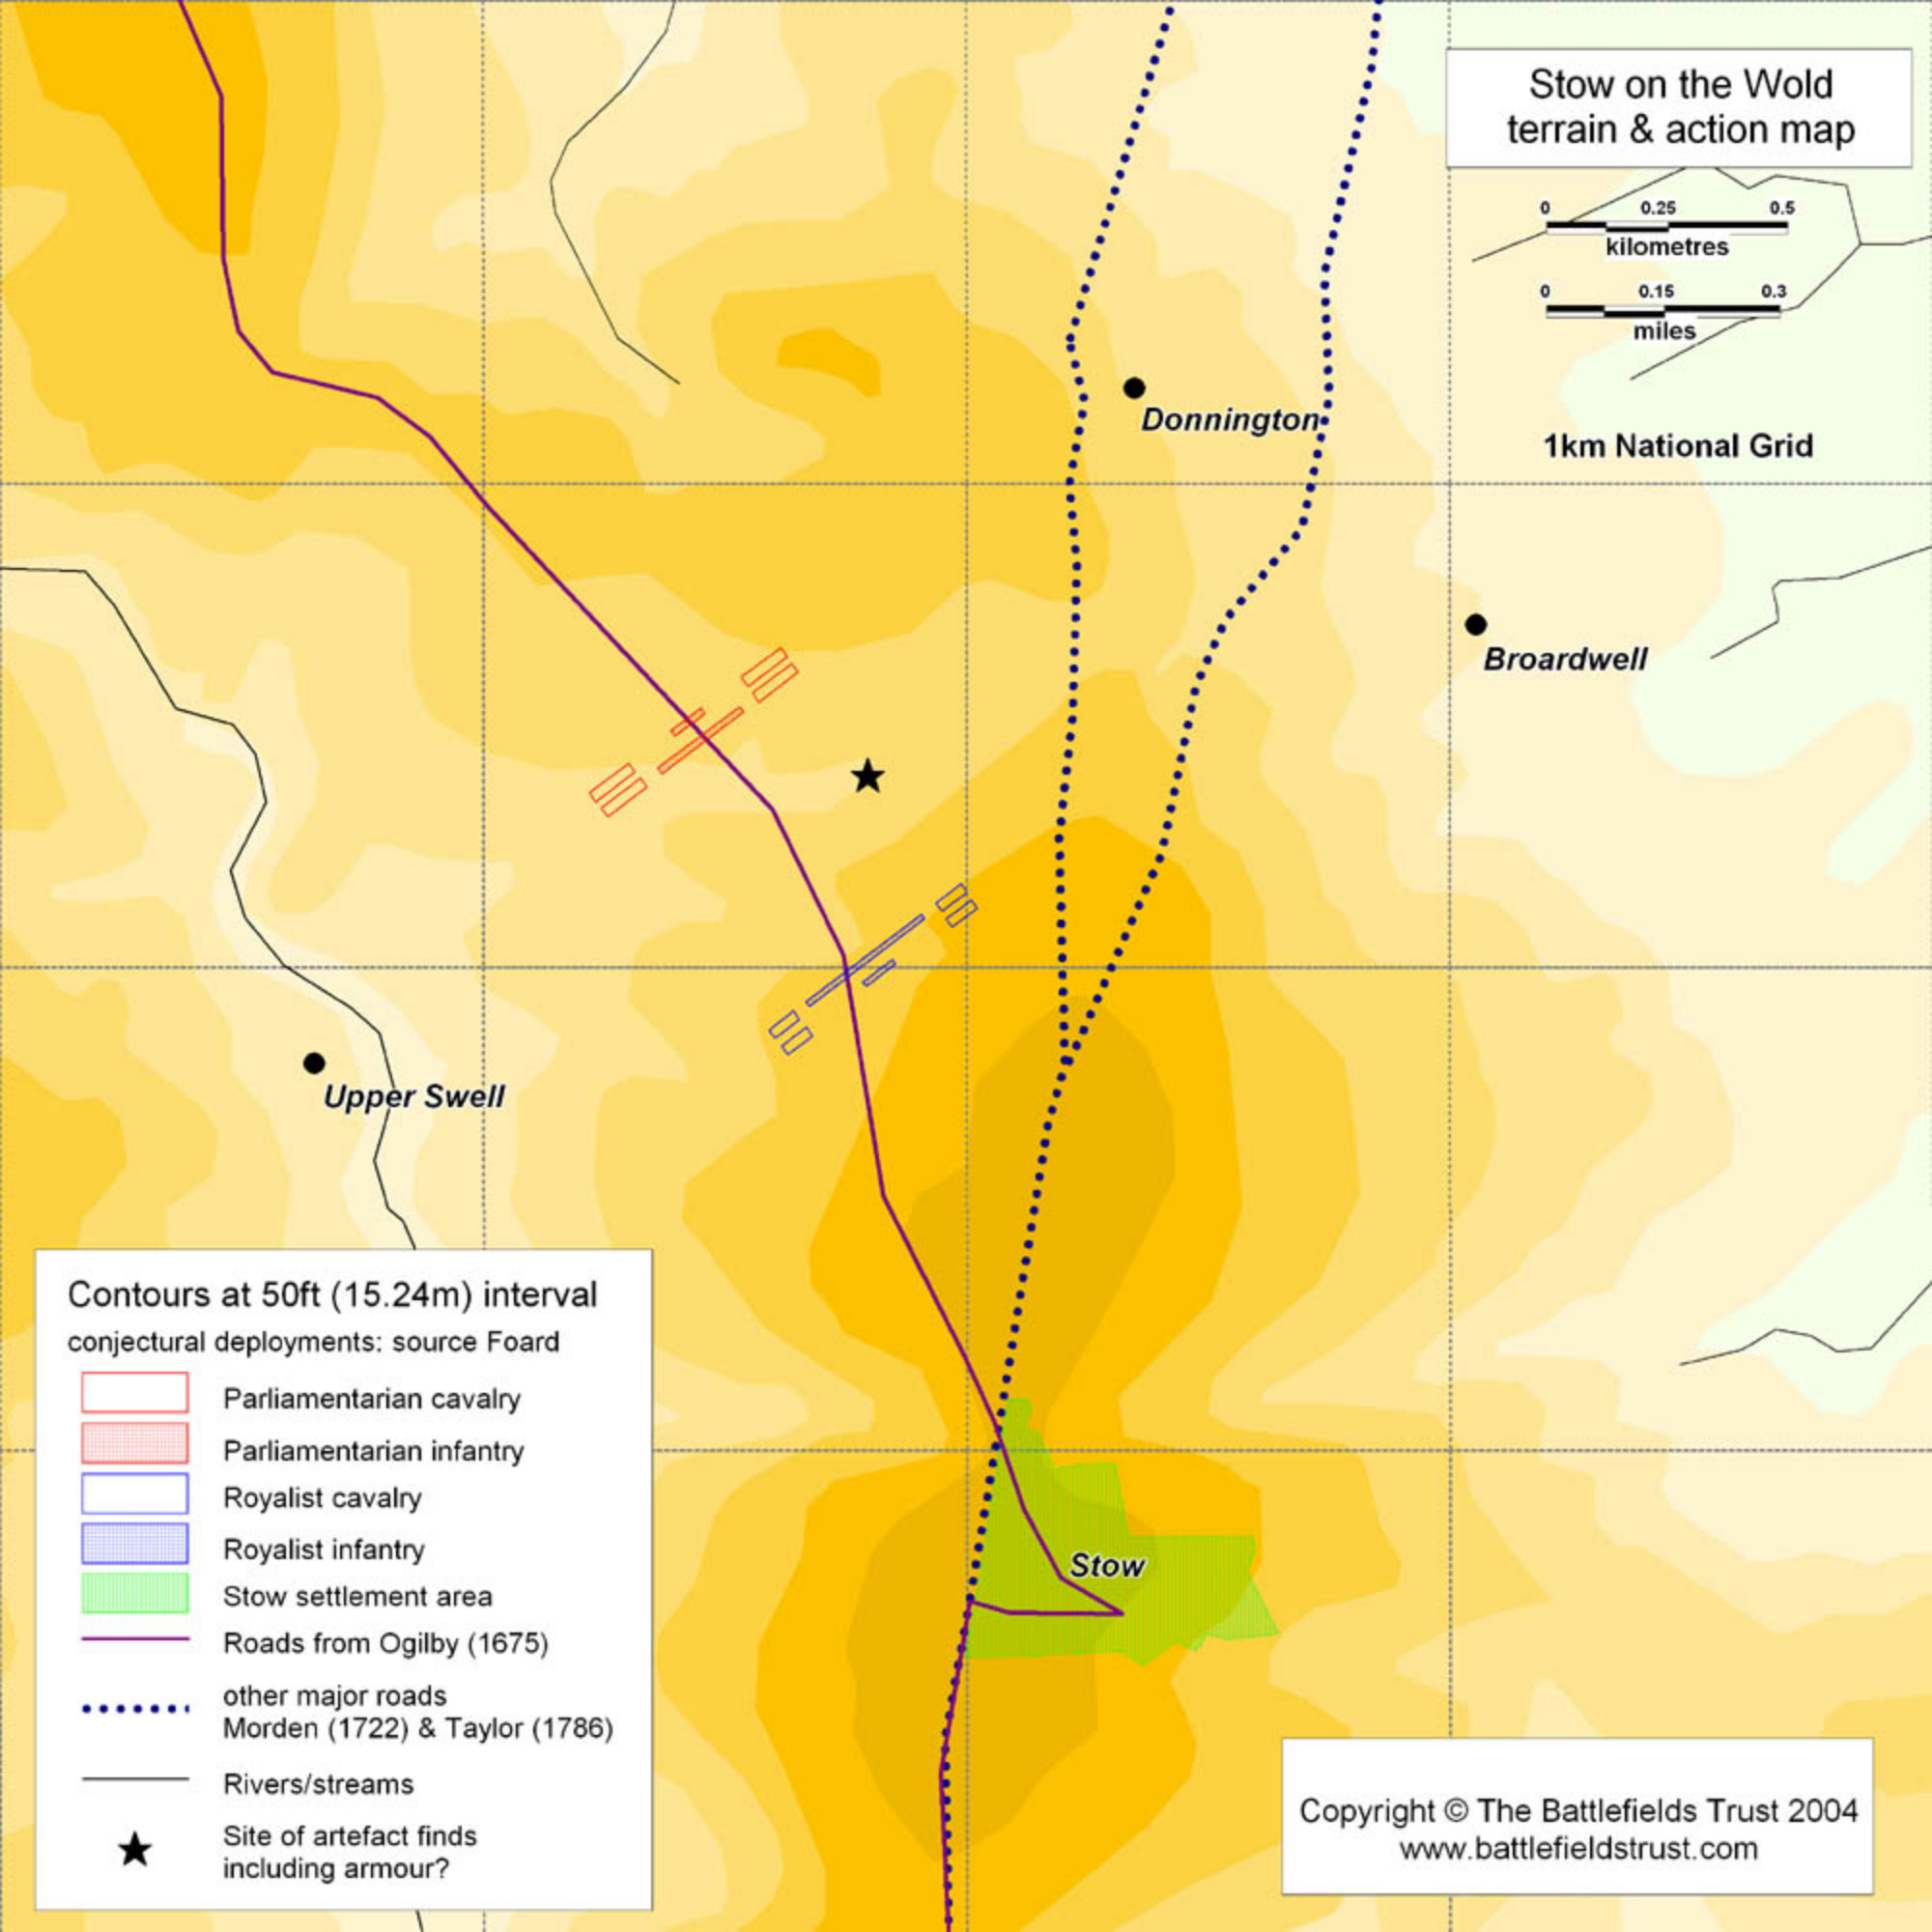 Stow on the Wold
terrain & action map
0 0.25 0.5
kilometres
0 0.15 0.3
miles
1km National Grid
Donnington
Broardwell
Upper Swell
Stow
Contours at 50ft (15.24m) interval
conjectural deployments: source Foard
Parliamentarian cavalry
Parliamentarian infantry
Royalist cavalry
Royalist infantry
Stow settlement area
Roads from Ogilby (1675)
other major roads
Morden (1722) & Taylor (1786)
Rivers/streams
Site of artefact finds
including armour?
Copyright © The Battlefields Trust 2004
www.battlefieldstrust.com